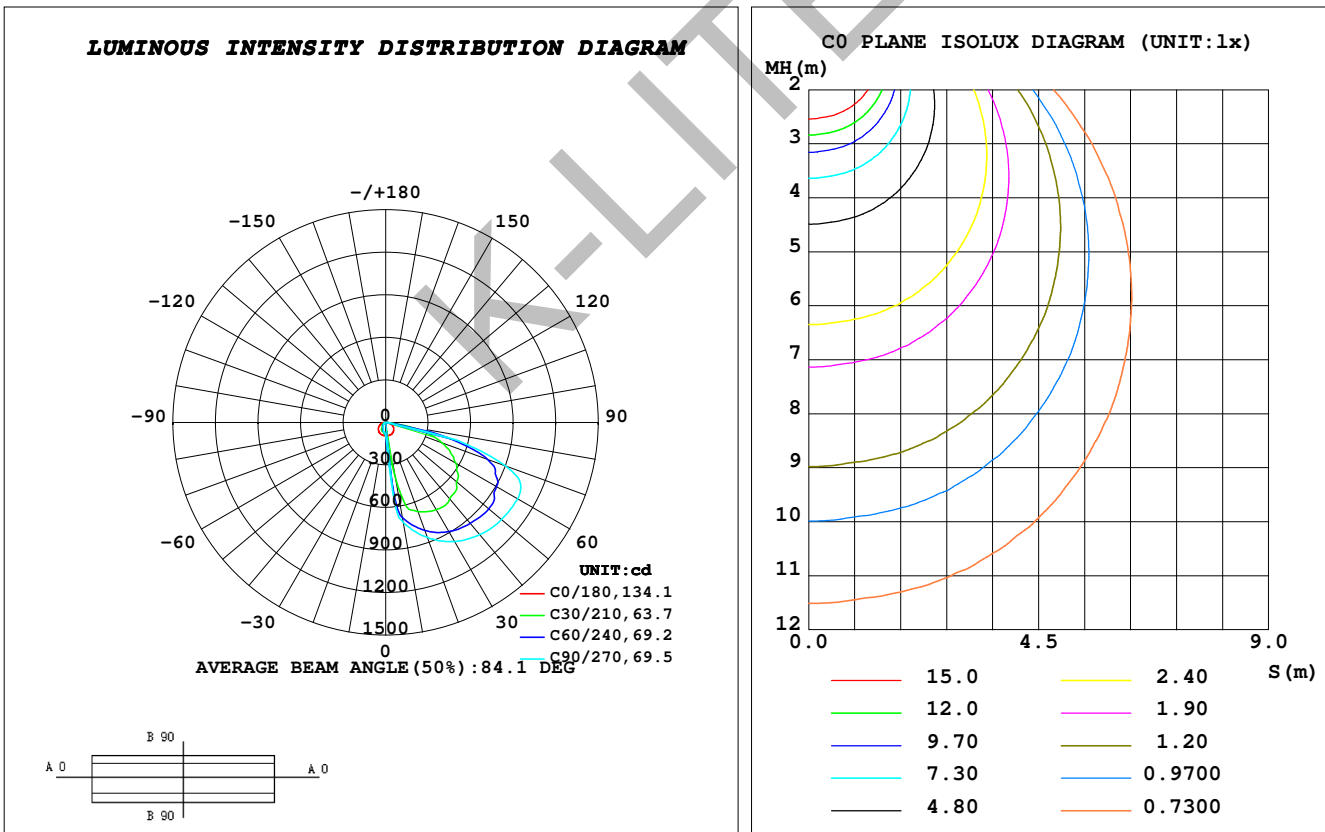 LUMINOUS INTENSITY DISTRIBUTION DIAGRAM
-/+180
-150
150
-120
120
-90
90
-60
60
-30
30
0
0
300
600
900
1200
1500
UNIT:cd
C0/180,134.1
C30/210,63.7
C60/240,69.2
C90/270,69.5
AVERAGE BEAM ANGLE(50%):84.1 DEG
B 90
A 0
A 0
B 90
C0 PLANE ISOLUX DIAGRAM (UNIT:lx)
MH(m)
2
3
4
5
6
7
8
9
10
11
12
0.0
4.5
9.0
S(m)
15.0
2.40
12.0
1.90
9.70
1.20
7.30
0.9700
4.80
0.7300
K-LITE